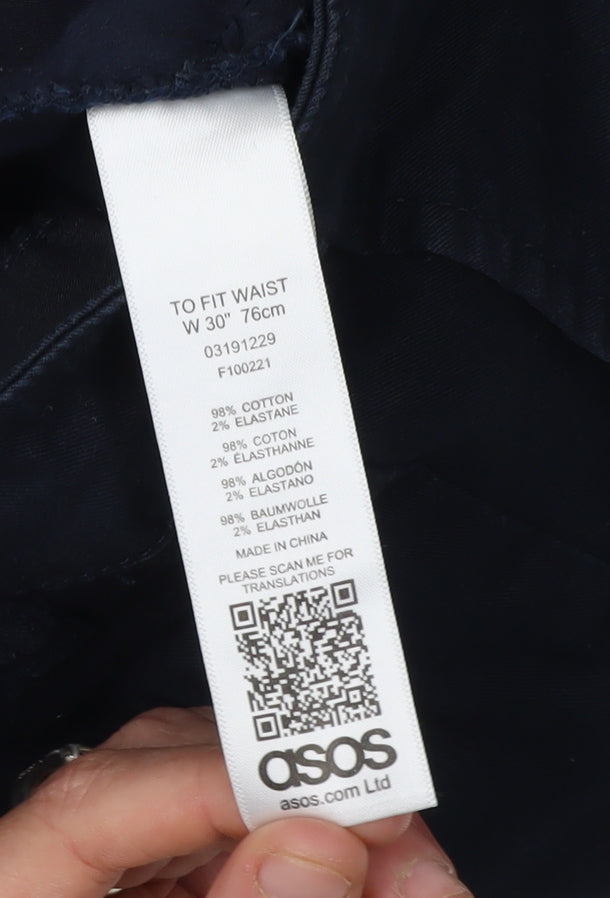 TO FIT WAIST
W 30" 76cm
03191229
F100221
98% COTTON
2% ELASTANE
98% COTON
2% ÉLASTHANNE
98% ALGODÓN
2% ELASTANO
98% BAUMWOLLE
2% ELASTHAN
MADE IN CHINA
PLEASE SCAN ME FOR
TRANSLATIONS
asos
asos.com Ltd